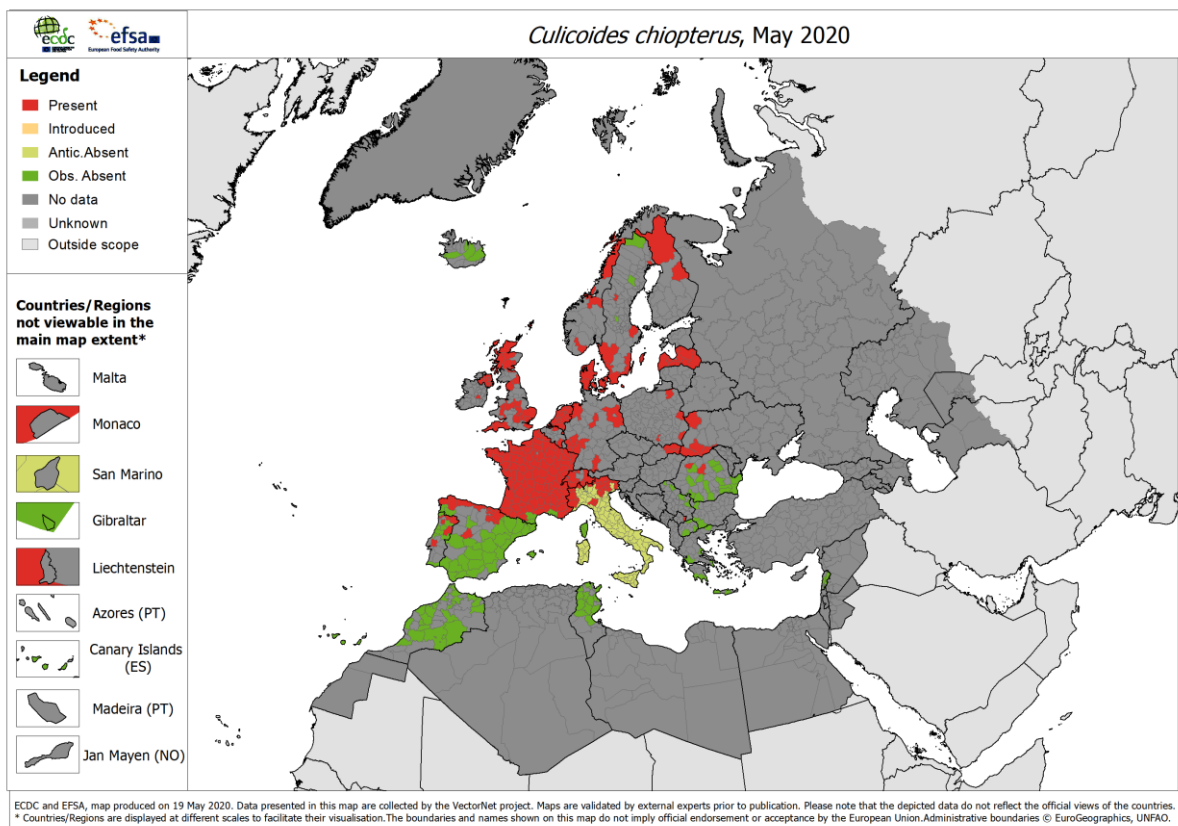 ecdc
efsa
European Food Safety Authority
Culicoides chiopterus, May 2020
Legend
Present
Introduced
Antic.Absent
Obs. Absent
No data
Unknown
Outside scope
Countries/Regions
not viewable in the
main map extent*
Malta
Monaco
San Marino
Gibraltar
Liechtenstein
Azores (PT)
Canary Islands
(ES)
Madeira (PT)
Jan Mayen (NO)
ECDC and EFSA, map produced on 19 May 2020. Data presented in this map are collected by the VectorNet project. Maps are validated by external experts prior to publication. Please note that the depicted data do not reflect the official views of the countries.
* Countries/Regions are displayed at different scales to facilitate their visualisation.The boundaries and names shown on this map do not imply official endorsement or acceptance by the European Union.Administrative boundaries © EuroGeographics, UNFAO.